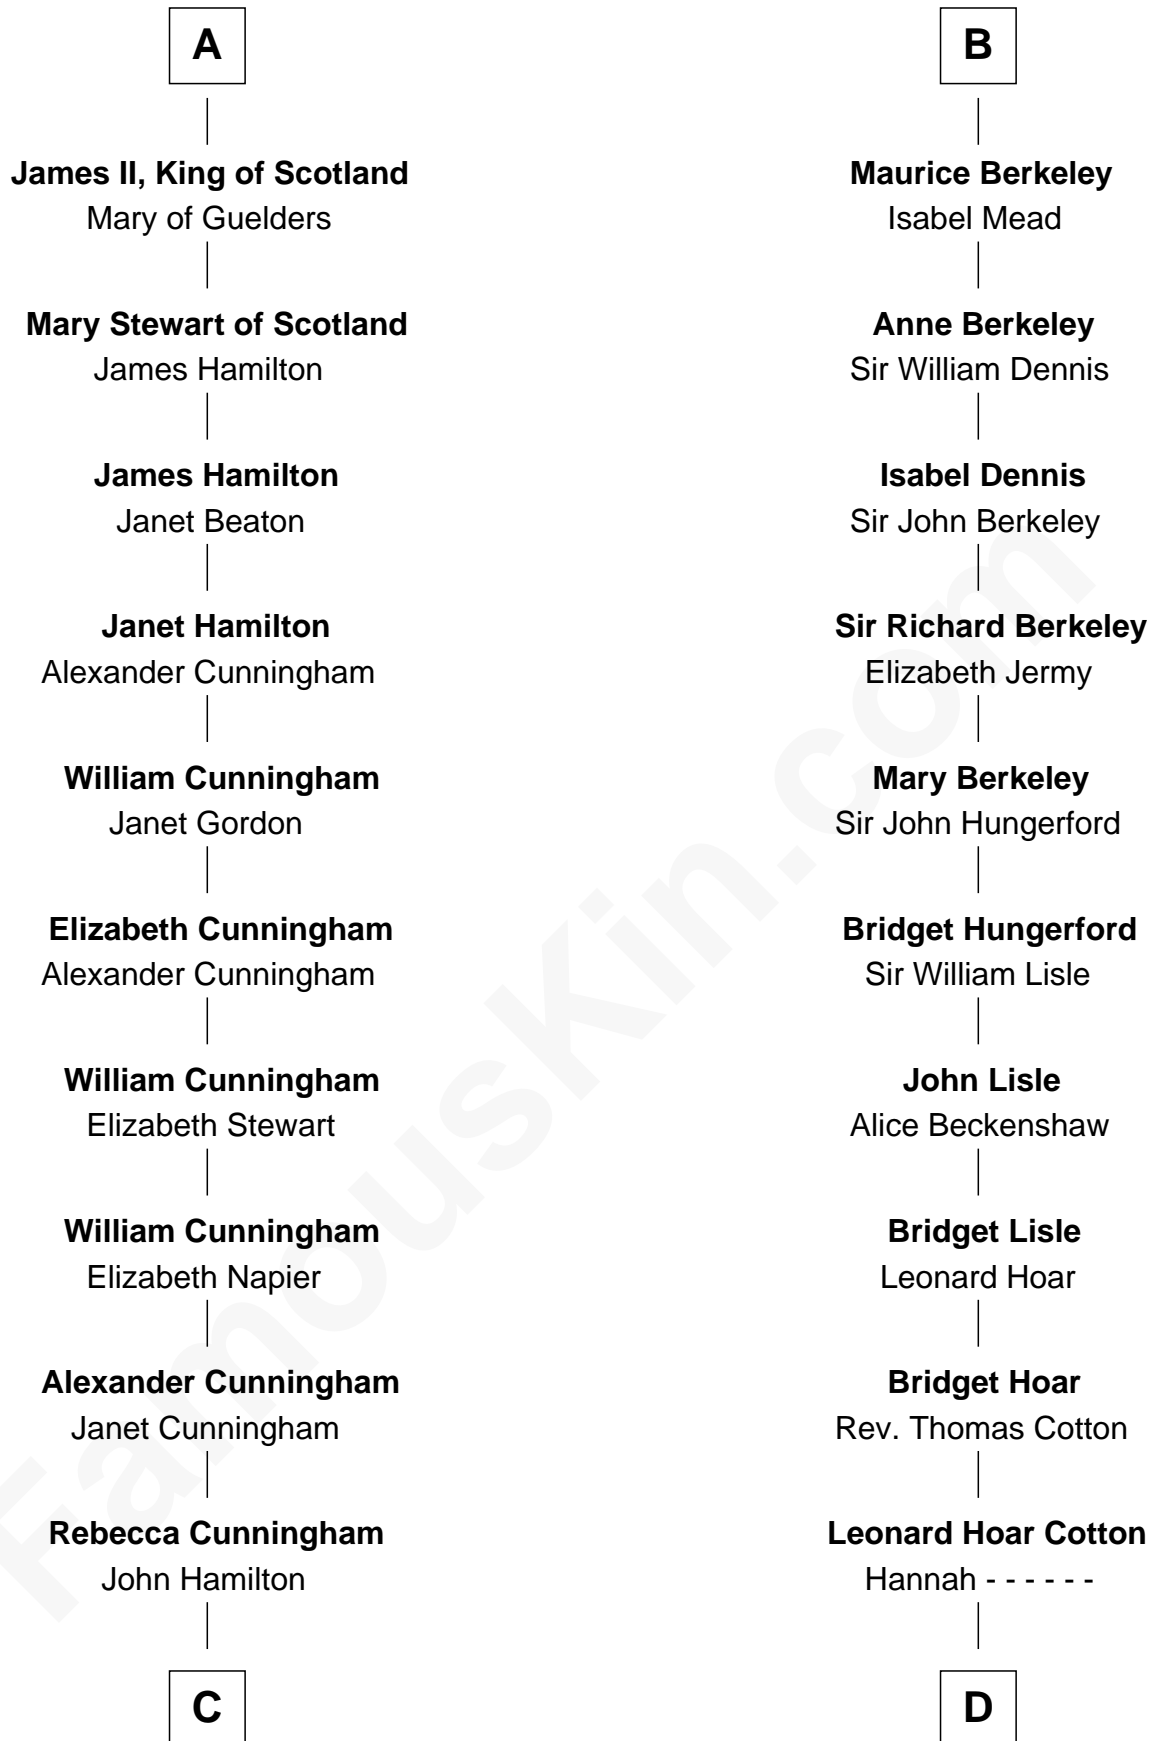 A
James II, King of Scotland
Mary of Guelders
Mary Stewart of Scotland
James Hamilton
James Hamilton
Janet Beaton
Janet Hamilton
Alexander Cunningham
William Cunningham
Janet Gordon
Elizabeth Cunningham
Alexander Cunningham
William Cunningham
Elizabeth Stewart
William Cunningham
Elizabeth Napier
Alexander Cunningham
Janet Cunningham
Rebecca Cunningham
John Hamilton
C
B
Maurice Berkeley
Isabel Mead
Anne Berkeley
Sir William Dennis
Isabel Dennis
Sir John Berkeley
Sir Richard Berkeley
Elizabeth Jermy
Mary Berkeley
Sir John Hungerford
Bridget Hungerford
Sir William Lisle
John Lisle
Alice Beckenshaw
Bridget Lisle
Leonard Hoar
Bridget Hoar
Rev. Thomas Cotton
Leonard Hoar Cotton
Hannah - - - - - -
D
FamousKin.com